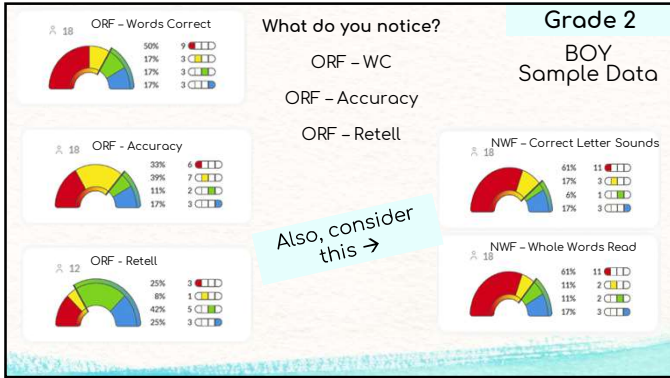 Grade 2
BOY
Sample Data
What do you notice?
ORF – WC
ORF – Accuracy
ORF – Retell
Also, consider
this →
ORF – Words Correct
18
50% 9
17% 3
17% 3
17% 3
ORF - Accuracy
18
33% 6
39% 7
11% 2
17% 3
ORF - Retell
12
25% 3
8% 1
42% 5
25% 3
NWF – Correct Letter Sounds
18
61% 11
17% 3
6% 1
17% 3
NWF – Whole Words Read
18
61% 11
11% 2
11% 2
17% 3